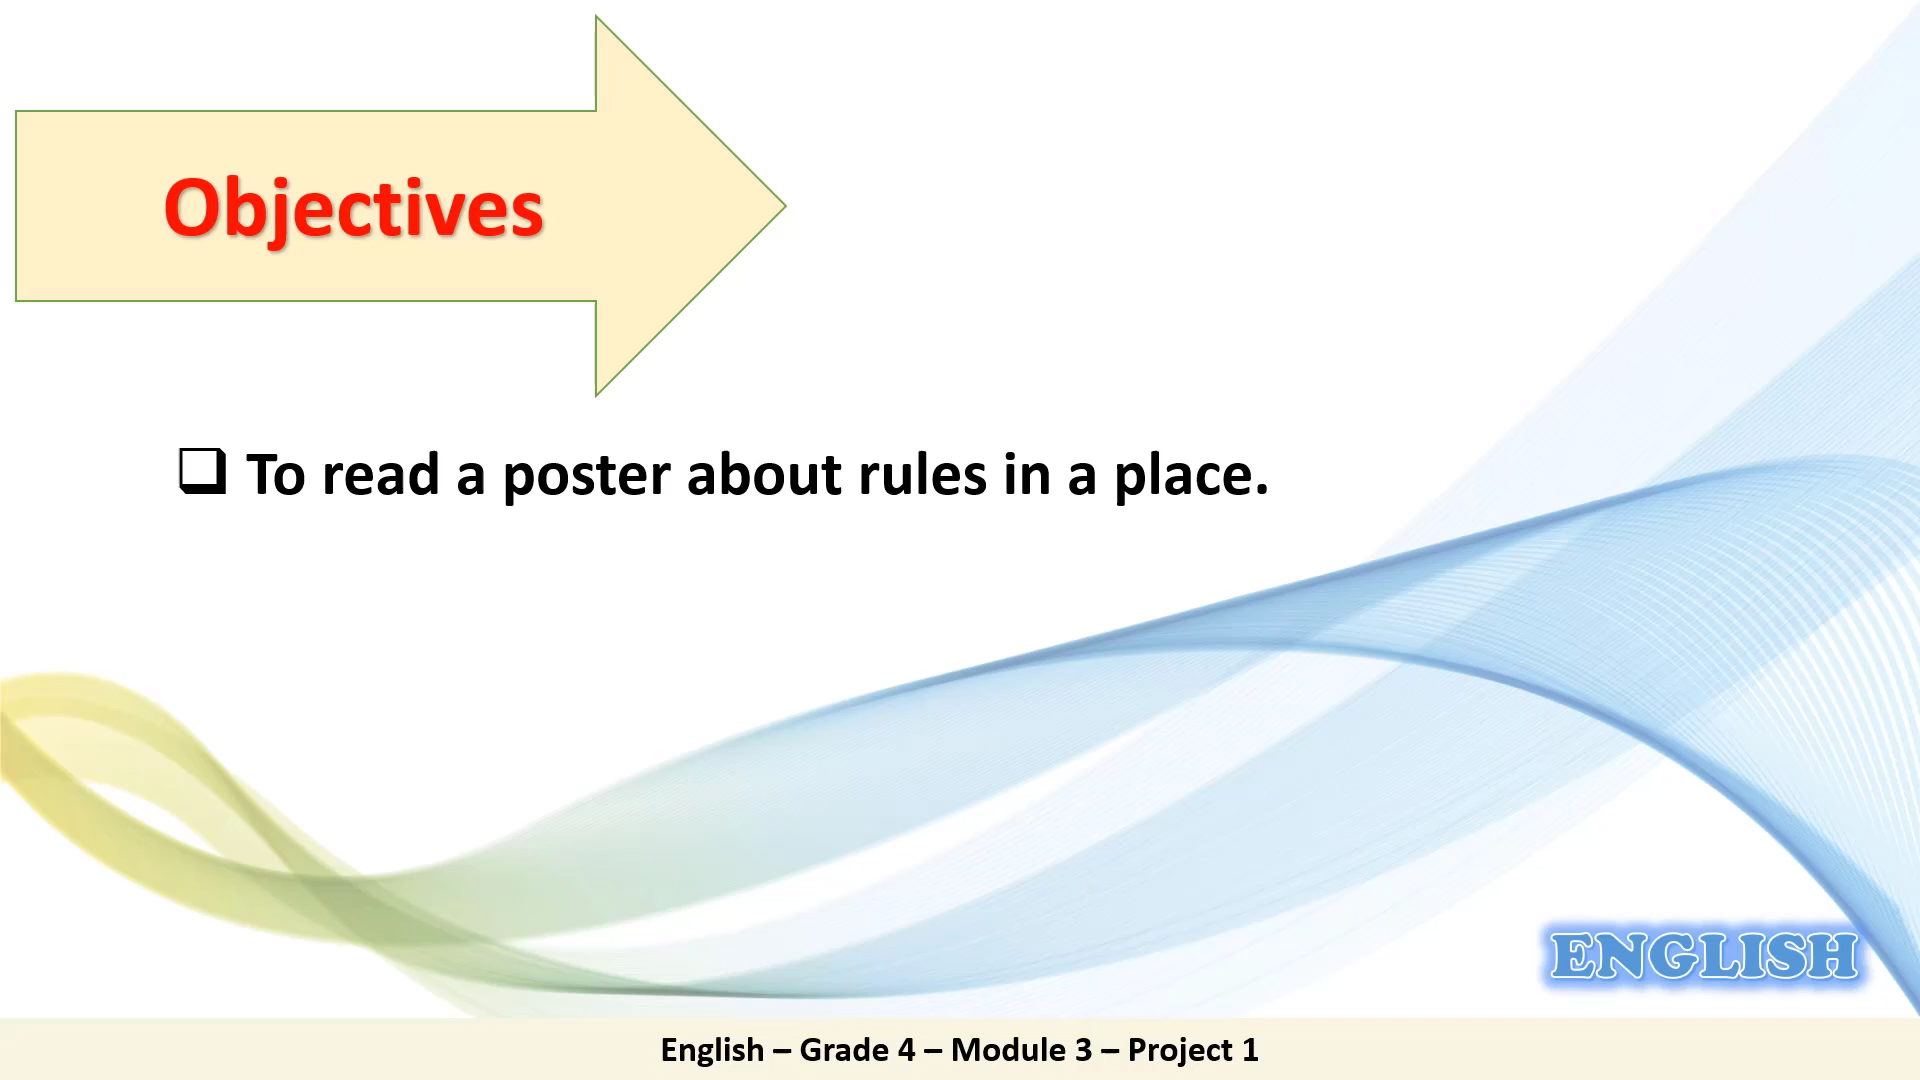 Objectives
❑ To read a poster about rules in a place.
ENGLISH
English – Grade 4 – Module 3 – Project 1